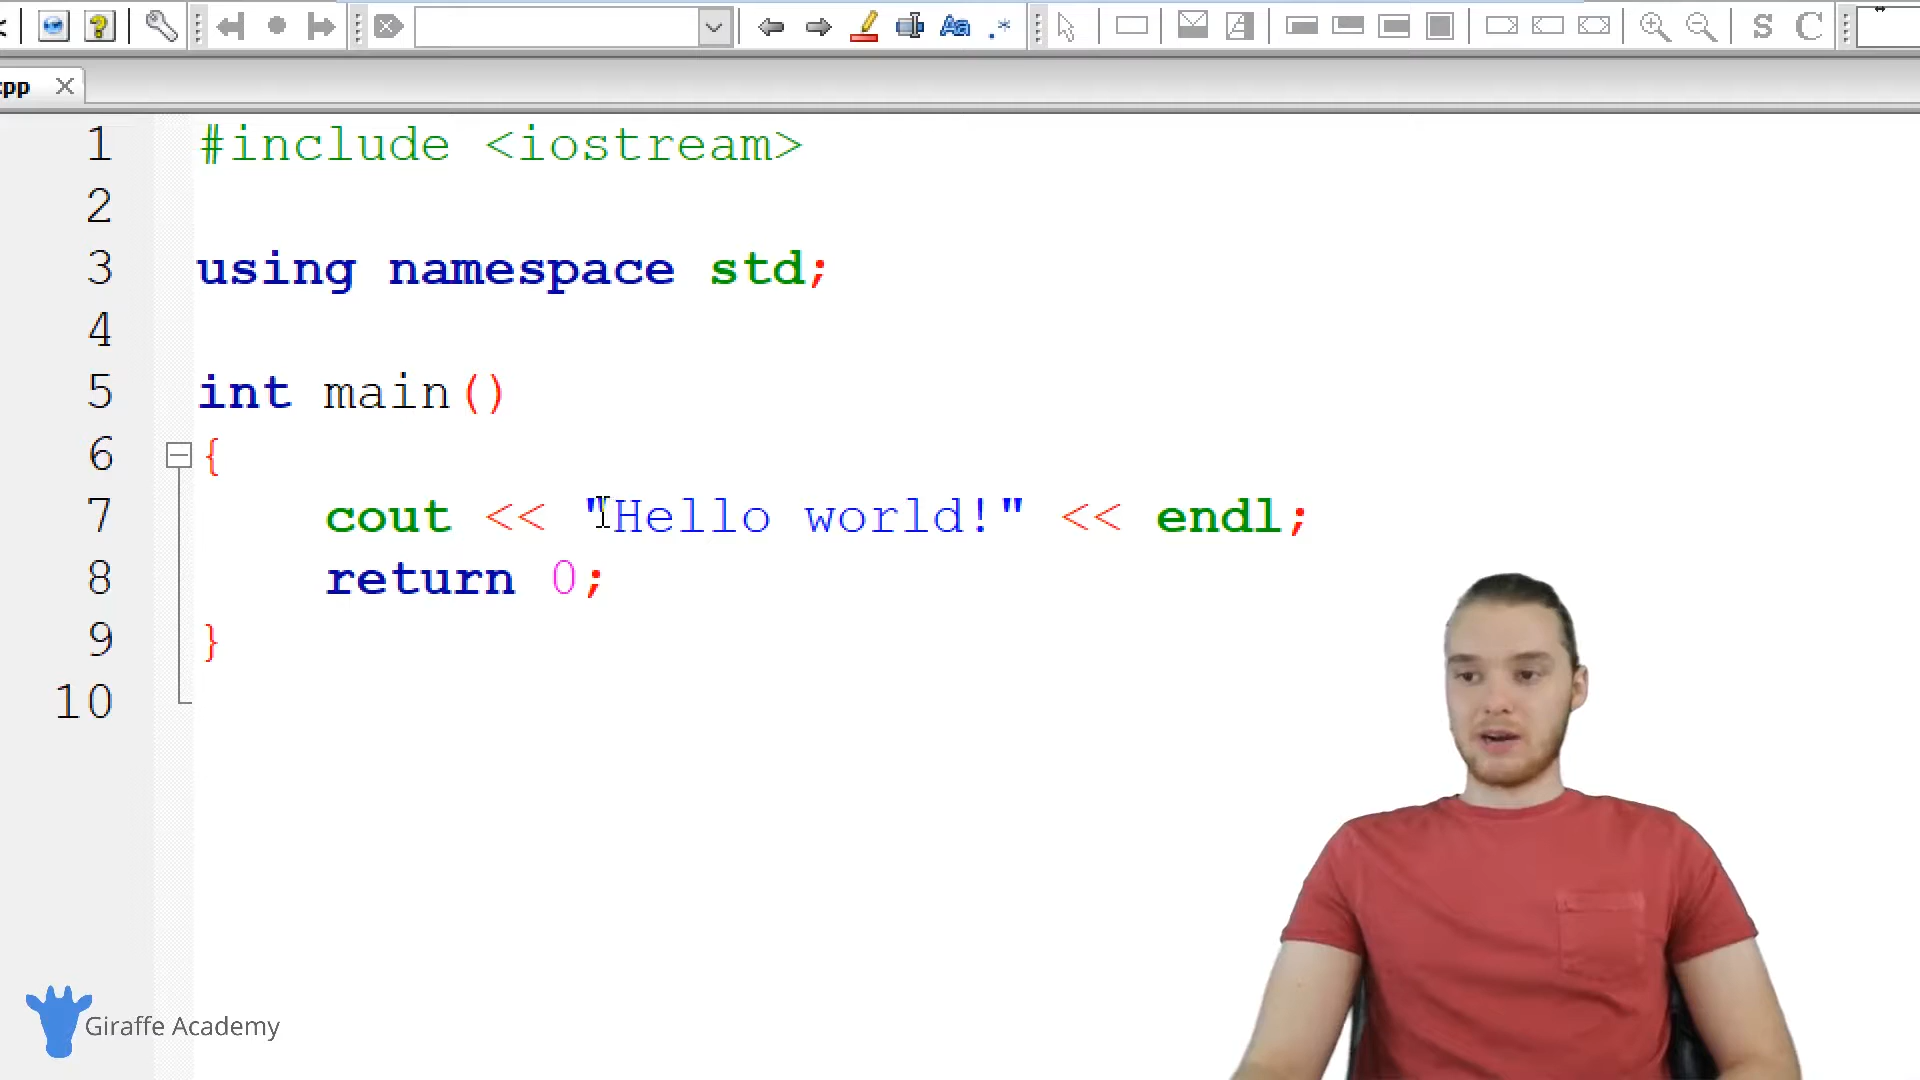 cpp
1 #include <iostream>
2
3 using namespace std;
4
5 int main()
6 {
7 cout << "Hello world!" << endl;
8 return 0;
9 }
10
Giraffe Academy